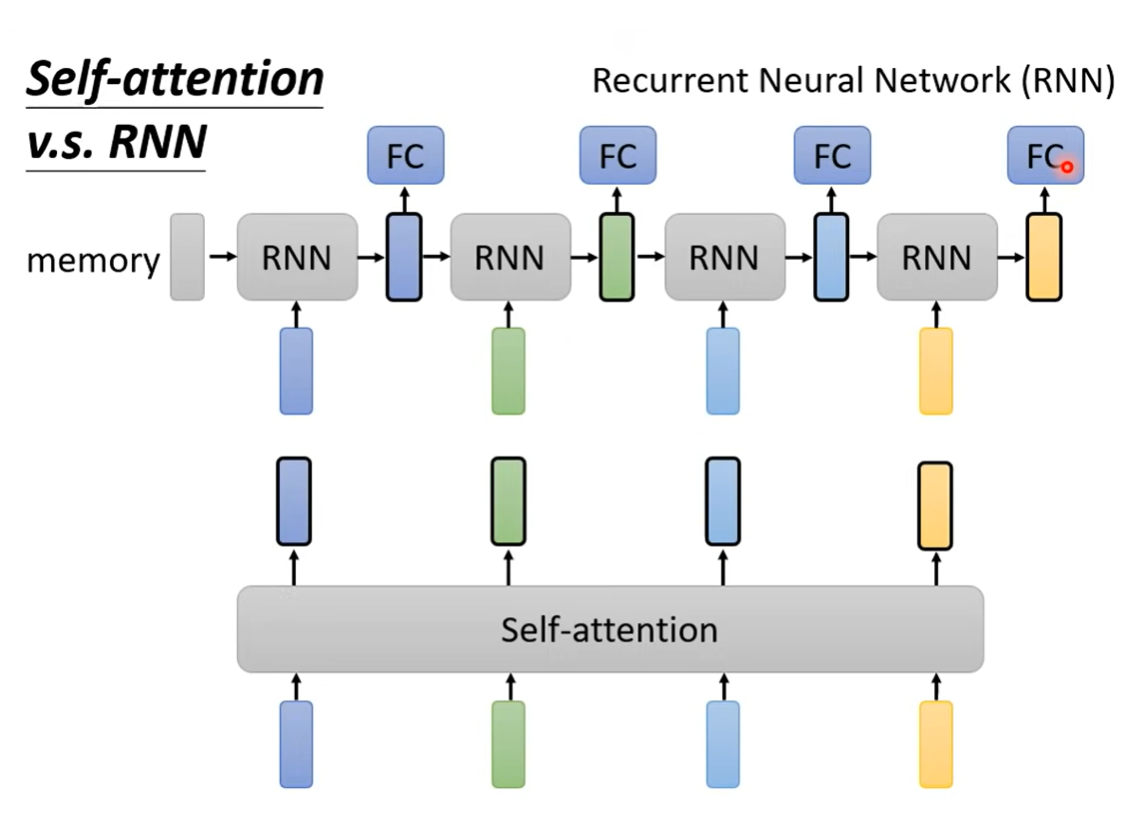 Self-attention
v.s. RNN
Recurrent Neural Network (RNN)
FC FC FC FC
memory RNN RNN RNN RNN
Self-attention